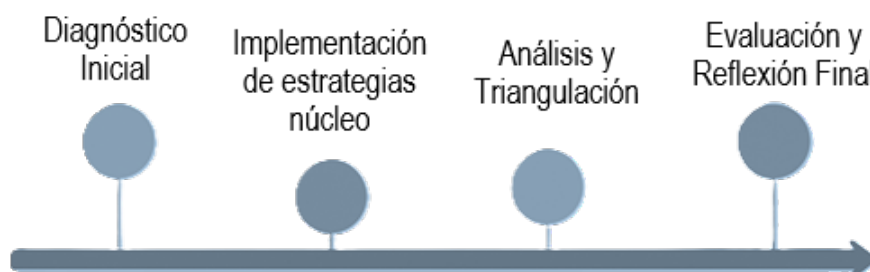 Diagnóstico
Inicial
Implementación
de estrategias
núcleo
Análisis y
Triangulación
Evaluación y
Reflexión Final